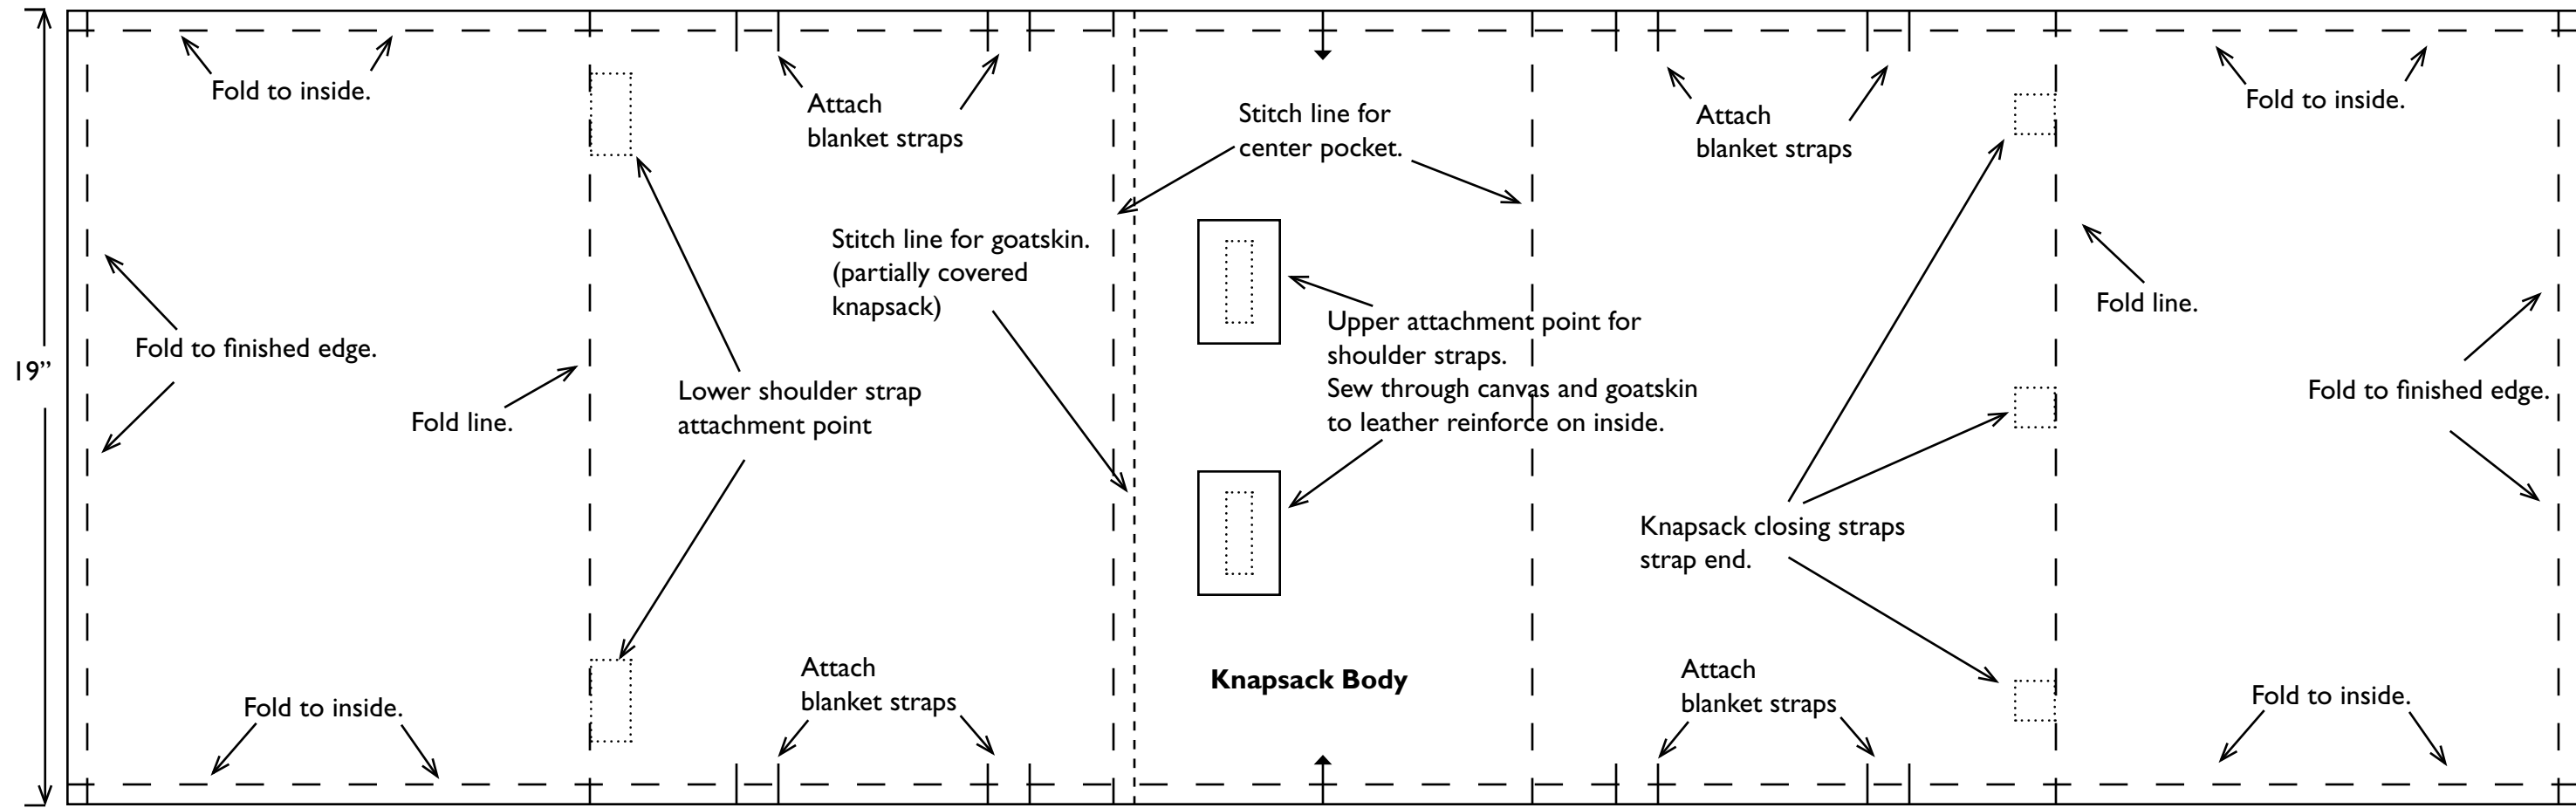 Fold to inside.
Attach
blanket straps
Stitch line for
center pocket.
Attach
blanket straps
Fold to inside.
Stitch line for goatskin.
(partially covered
knapsack)
Fold line.
Upper attachment point for
shoulder straps.
Sew through canvas and goatskin
to leather reinforce on inside.
Fold to finished edge.
19”
Lower shoulder strap
attachment point
Fold line.
Fold to finished edge.
Knapsack closing straps
strap end.
Attach
blanket straps
Knapsack Body
Attach
blanket straps
Fold to inside.
Fold to inside.